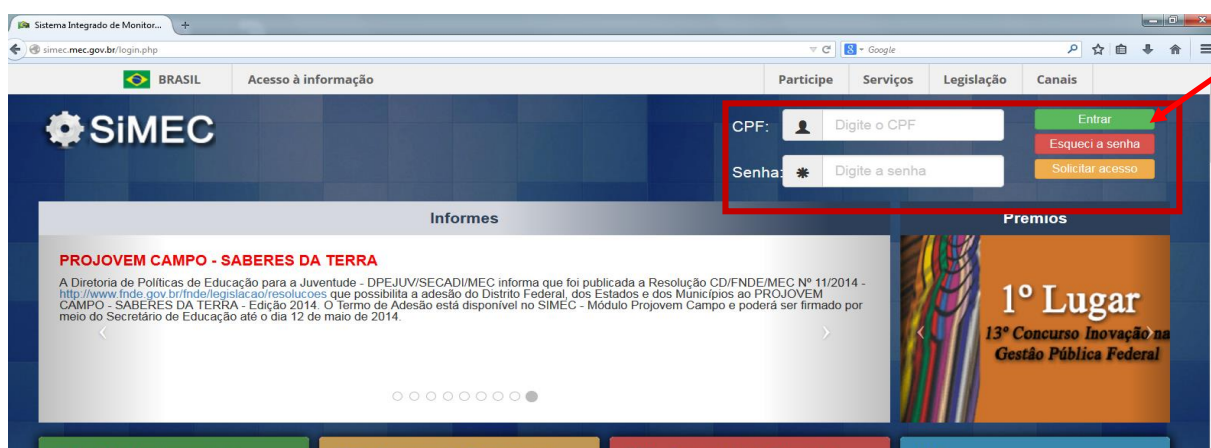 Sistema Integrado de Monitor...
simec.mec.gov.br/login.php
Google
BRASIL
Acesso à informação
Participe
Serviços
Legislação
Canais
SiMEC
CPF:
Digite o CPF
Entrar
Esqueci a senha
Senha:
Digite a senha
Solicitar acesso
Informes
PROJOVEM CAMPO - SABERES DA TERRA
A Diretoria de Políticas de Educação para a Juventude - DPEJUV/SECADI/MEC informa que foi publicada a Resolução CD/FNDE/MEC Nº 11/2014 -
http://www.fnde.gov.br/fnde/legislacao/resolucoes que possibilita a adesão do Distrito Federal, dos Estados e dos Municípios ao PROJOVEM
CAMPO - SABERES DA TERRA - Edição 2014. O Termo de Adesão está disponível no SIMEC - Módulo Projovem Campo e poderá ser firmado por
meio do Secretário de Educação até o dia 12 de maio de 2014.
Prêmios
1º Lugar
13º Concurso Inovação na
Gestão Pública Federal